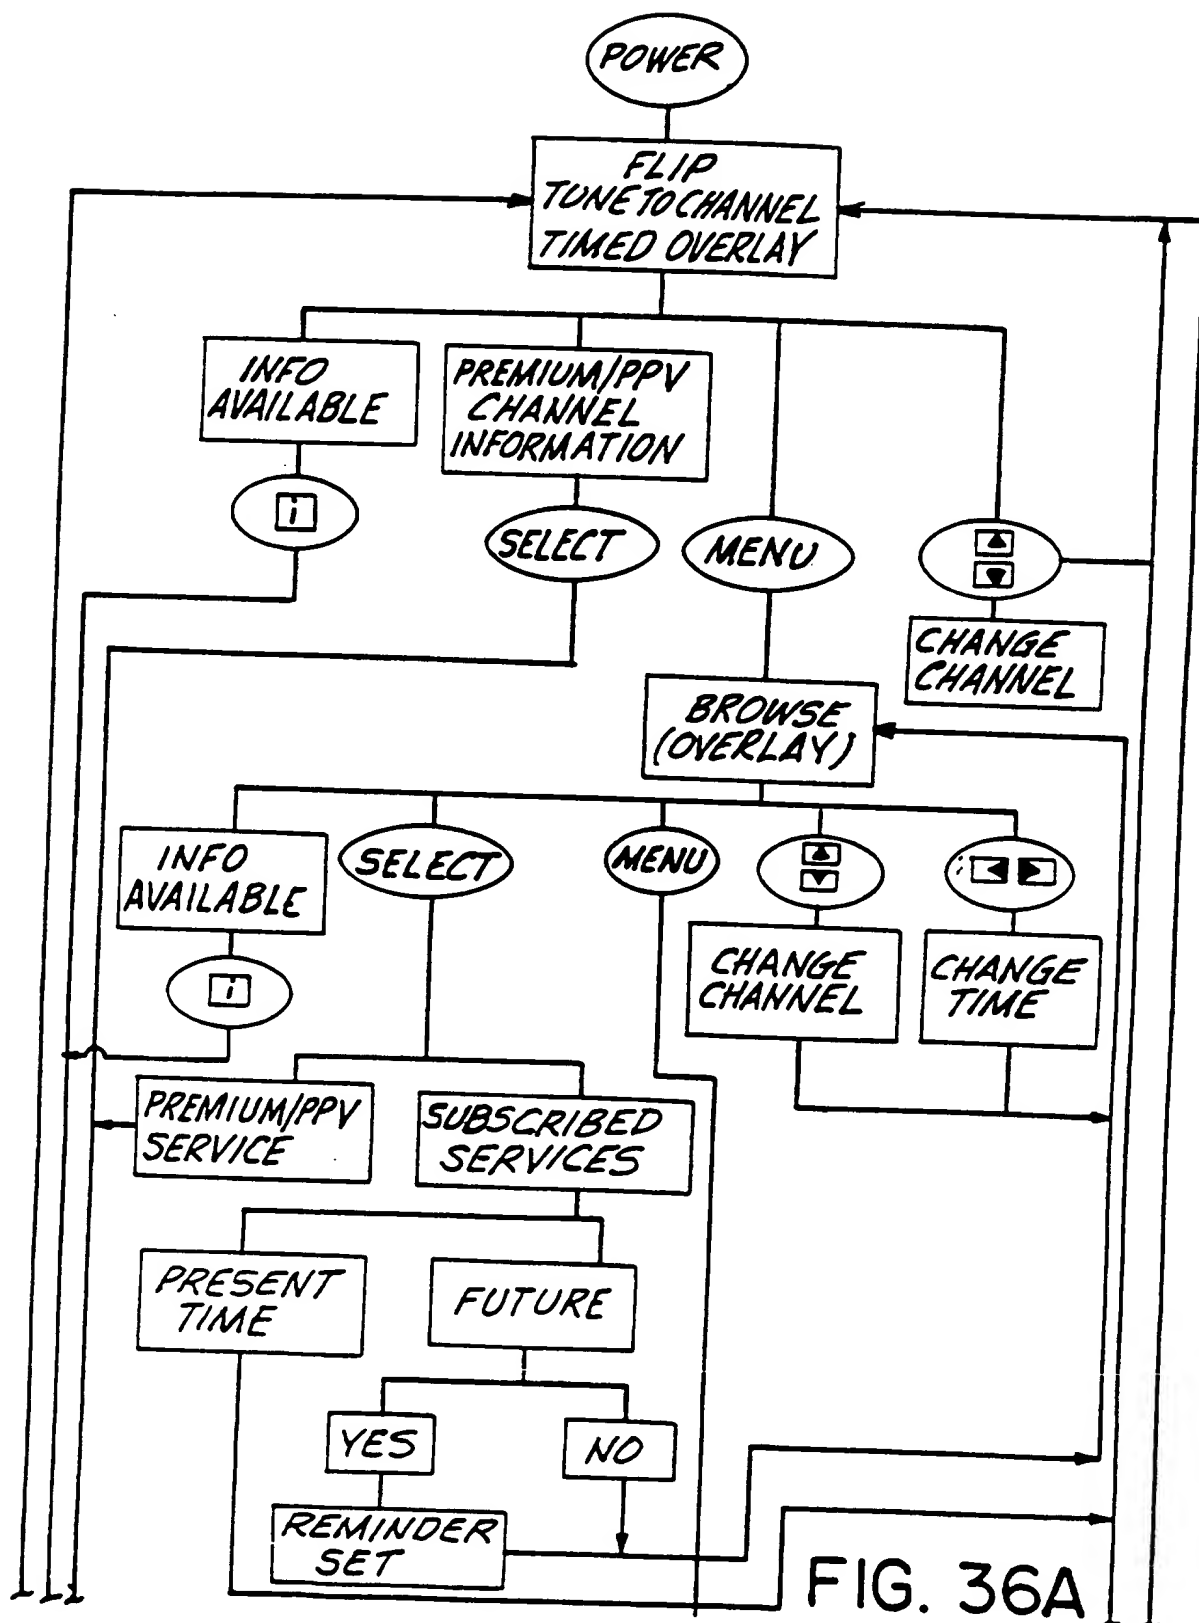 POWER
FLIP
TUNE TO CHANNEL
TIMED OVERLAY
INFO
AVAILABLE
PREMIUM/PPV
CHANNEL
INFORMATION
i
SELECT
MENU
CHANGE
CHANNEL
BROWSE
(OVERLAY)
INFO
AVAILABLE
SELECT
MENU
i
CHANGE
CHANNEL
CHANGE
TIME
PREMIUM/PPV
SERVICE
SUBSCRIBED
SERVICES
PRESENT
TIME
FUTURE
YES
NO
REMINDER
SET
FIG. 36A